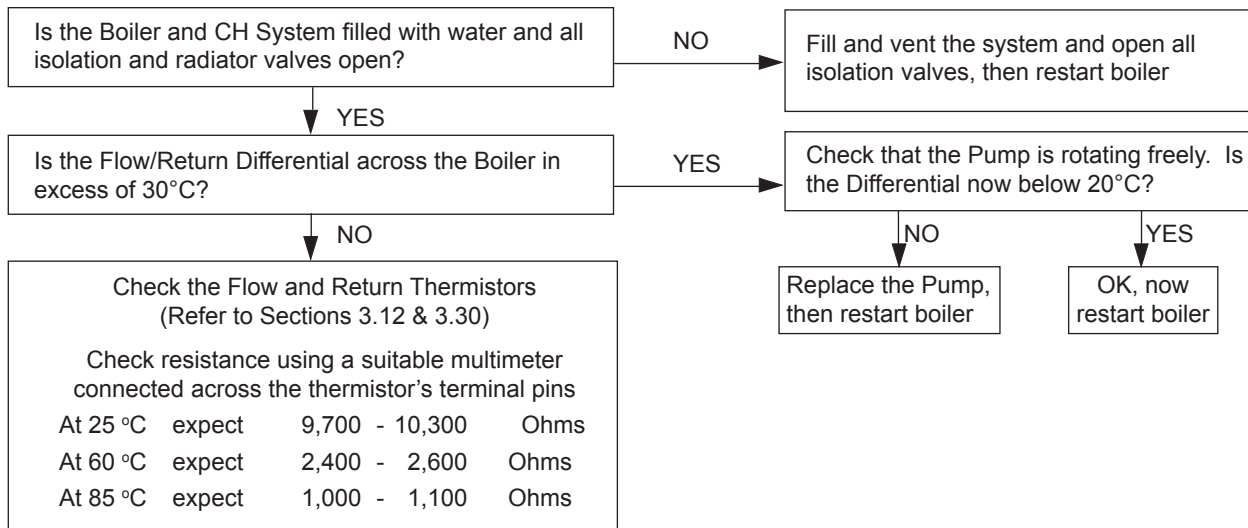 Is the Boiler and CH System filled with water and all
isolation and radiator valves open?
NO
Fill and vent the system and open all
isolation valves, then restart boiler
YES
Is the Flow/Return Differential across the Boiler in
excess of 30°C?
YES
Check that the Pump is rotating freely. Is
the Differential now below 20°C?
NO
NO
YES
Check the Flow and Return Thermistors
(Refer to Sections 3.12 & 3.30)
Replace the Pump,
then restart boiler
OK, now
restart boiler
Check resistance using a suitable multimeter
connected across the thermistor's terminal pins
At 25 °C expect 9,700 - 10,300 Ohms
At 60 °C expect 2,400 - 2,600 Ohms
At 85 °C expect 1,000 - 1,100 Ohms